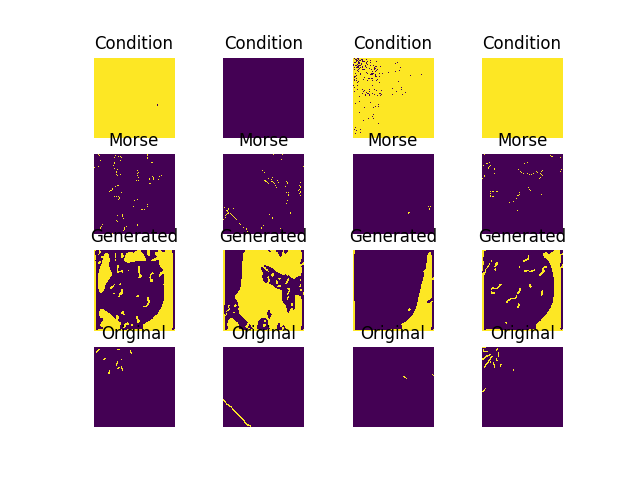 Condition Condition Condition Condition
Morse Morse Morse Morse
Generated Generated Generated Generated
Original Original Original Original